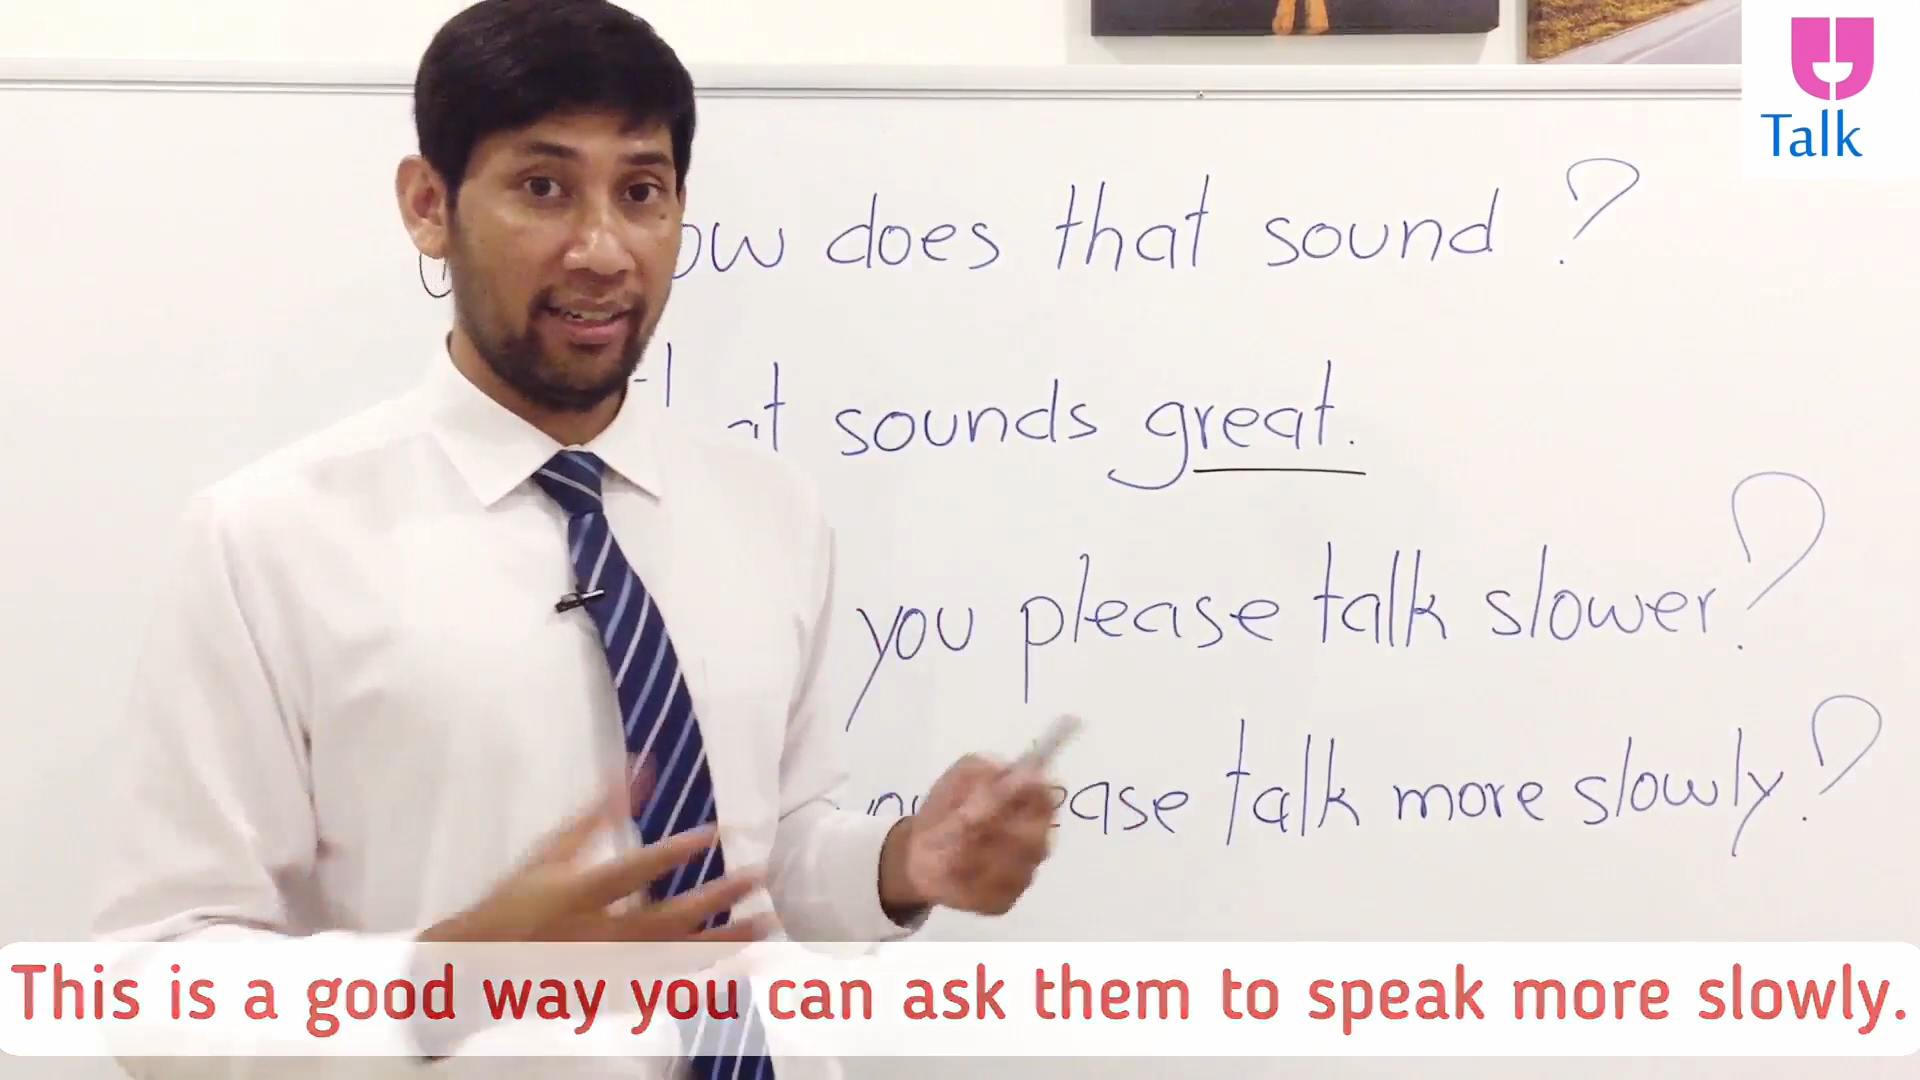 Talk
ow does that sound?
at sounds great.
you please talk slower?
ease talk more slowly?
This is a good way you can ask them to speak more slowly.